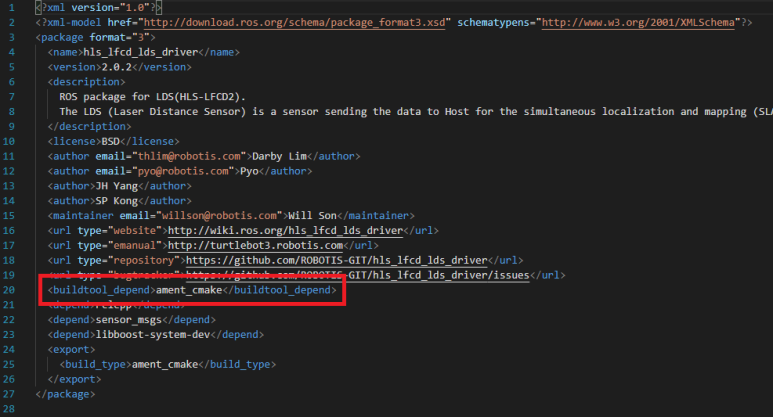 1 <?xml version="1.0"?>
2 <?xml-model href="http://download.ros.org/schema/package_format3.xsd" schematypens="http://www.w3.org/2001/XMLSchema"?>
3 <package format="3">
4 <name>hls_lfcd_lds_driver</name>
5 <version>2.0.2</version>
6 <description>
7 ROS package for LDS(HLS-LFCD2).
8 The LDS (Laser Distance Sensor) is a sensor sending the data to Host for the simultaneous localization and mapping (SLA
9 </description>
10 <license>BSD</license>
11 <author email="thlim@robotis.com">Darby Lim</author>
12 <author email="pyo@robotis.com">Pyo</author>
13 <author>JH Yang</author>
14 <author>SP Kong</author>
15 <maintainer email="willson@robotis.com">Will Son</maintainer>
16 <url type="website">http://wiki.ros.org/hls_lfcd_lds_driver</url>
17 <url type="emanual">http://turtlebot3.robotis.com</url>
18 <url type="repository">https://github.com/ROBOTIS-GIT/hls_lfcd_lds_driver</url>
19 <url type="bugtracker">https://github.com/ROBOTIS-GIT/hls_lfcd_lds_driver/issues</url>
20 <buildtool_depend>ament_cmake</buildtool_depend>
21 <depend>rclcpp</depend>
22 <depend>sensor_msgs</depend>
23 <depend>libboost-system-dev</depend>
24 <export>
25 <build_type>ament_cmake</build_type>
26 </export>
27 </package>
28